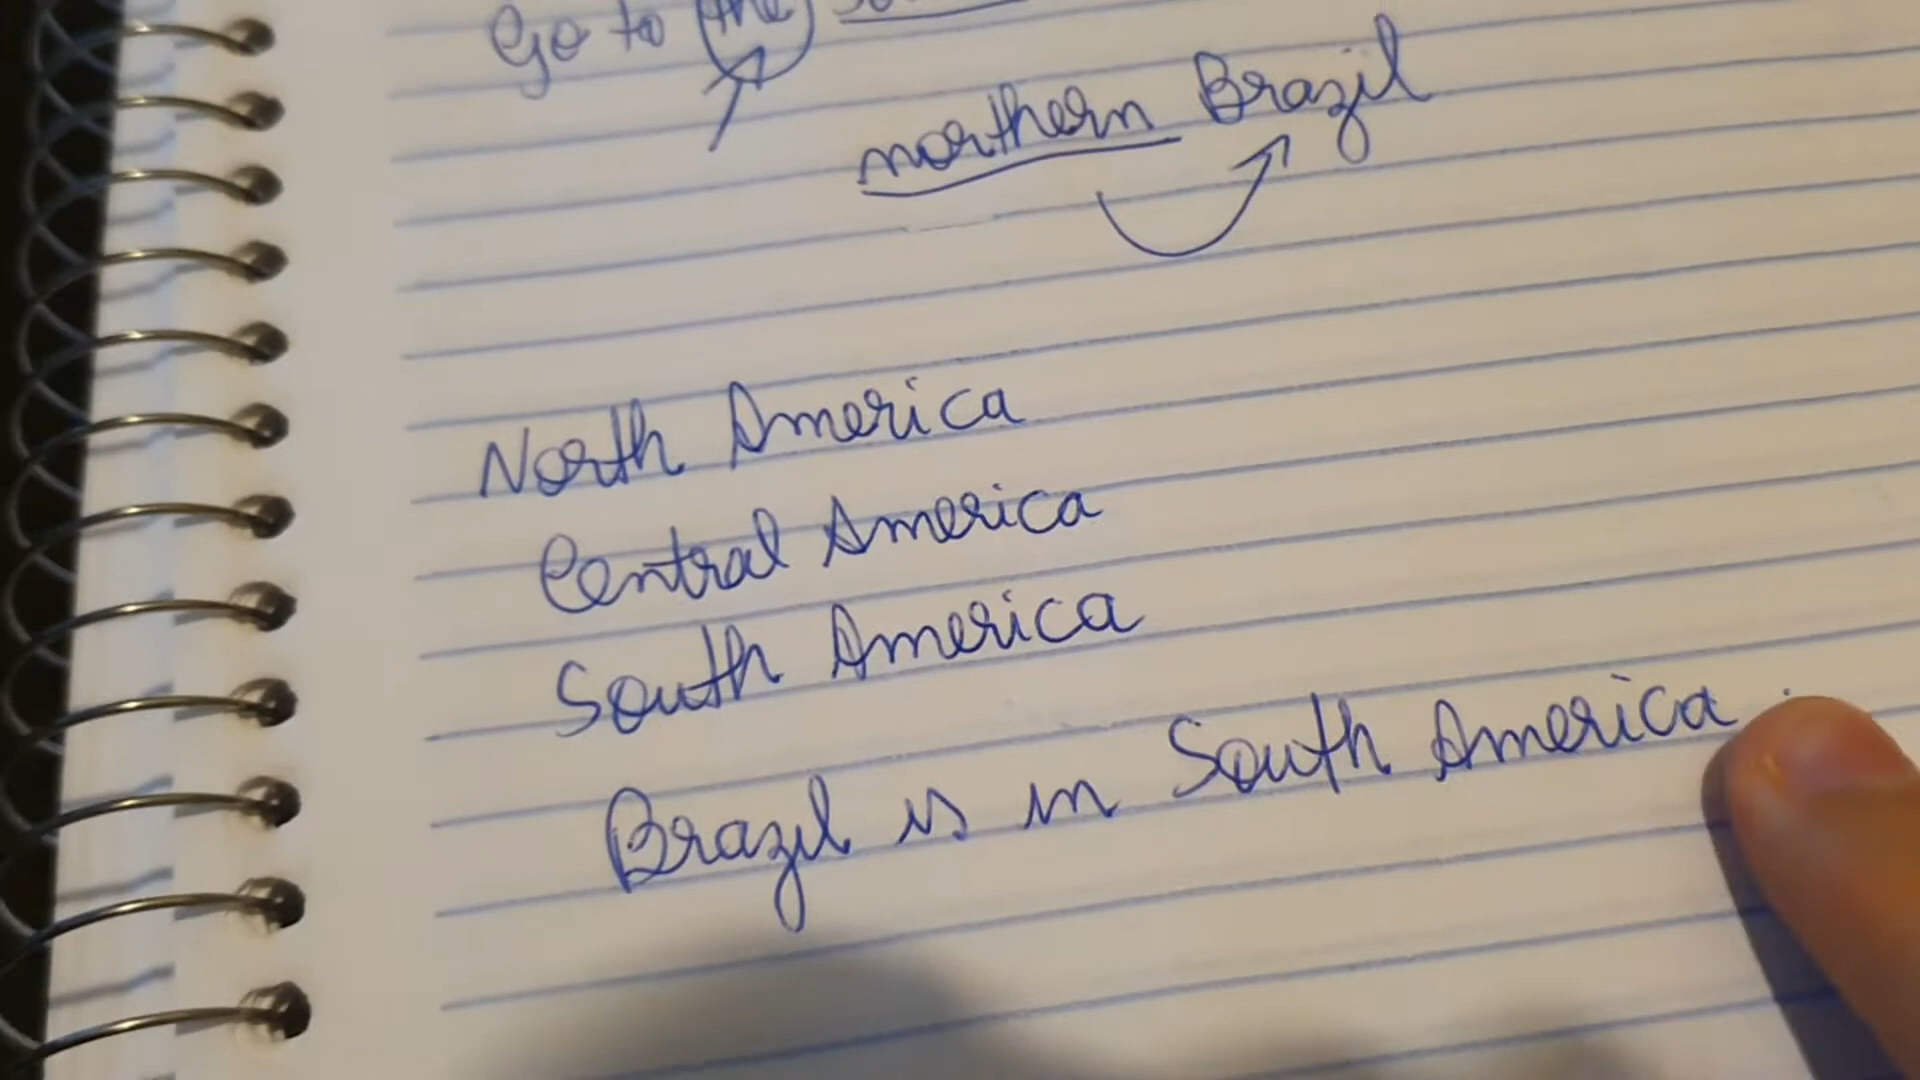 Go to the
northern Brazil
North America
Central America
South America
Brazil is in South America.